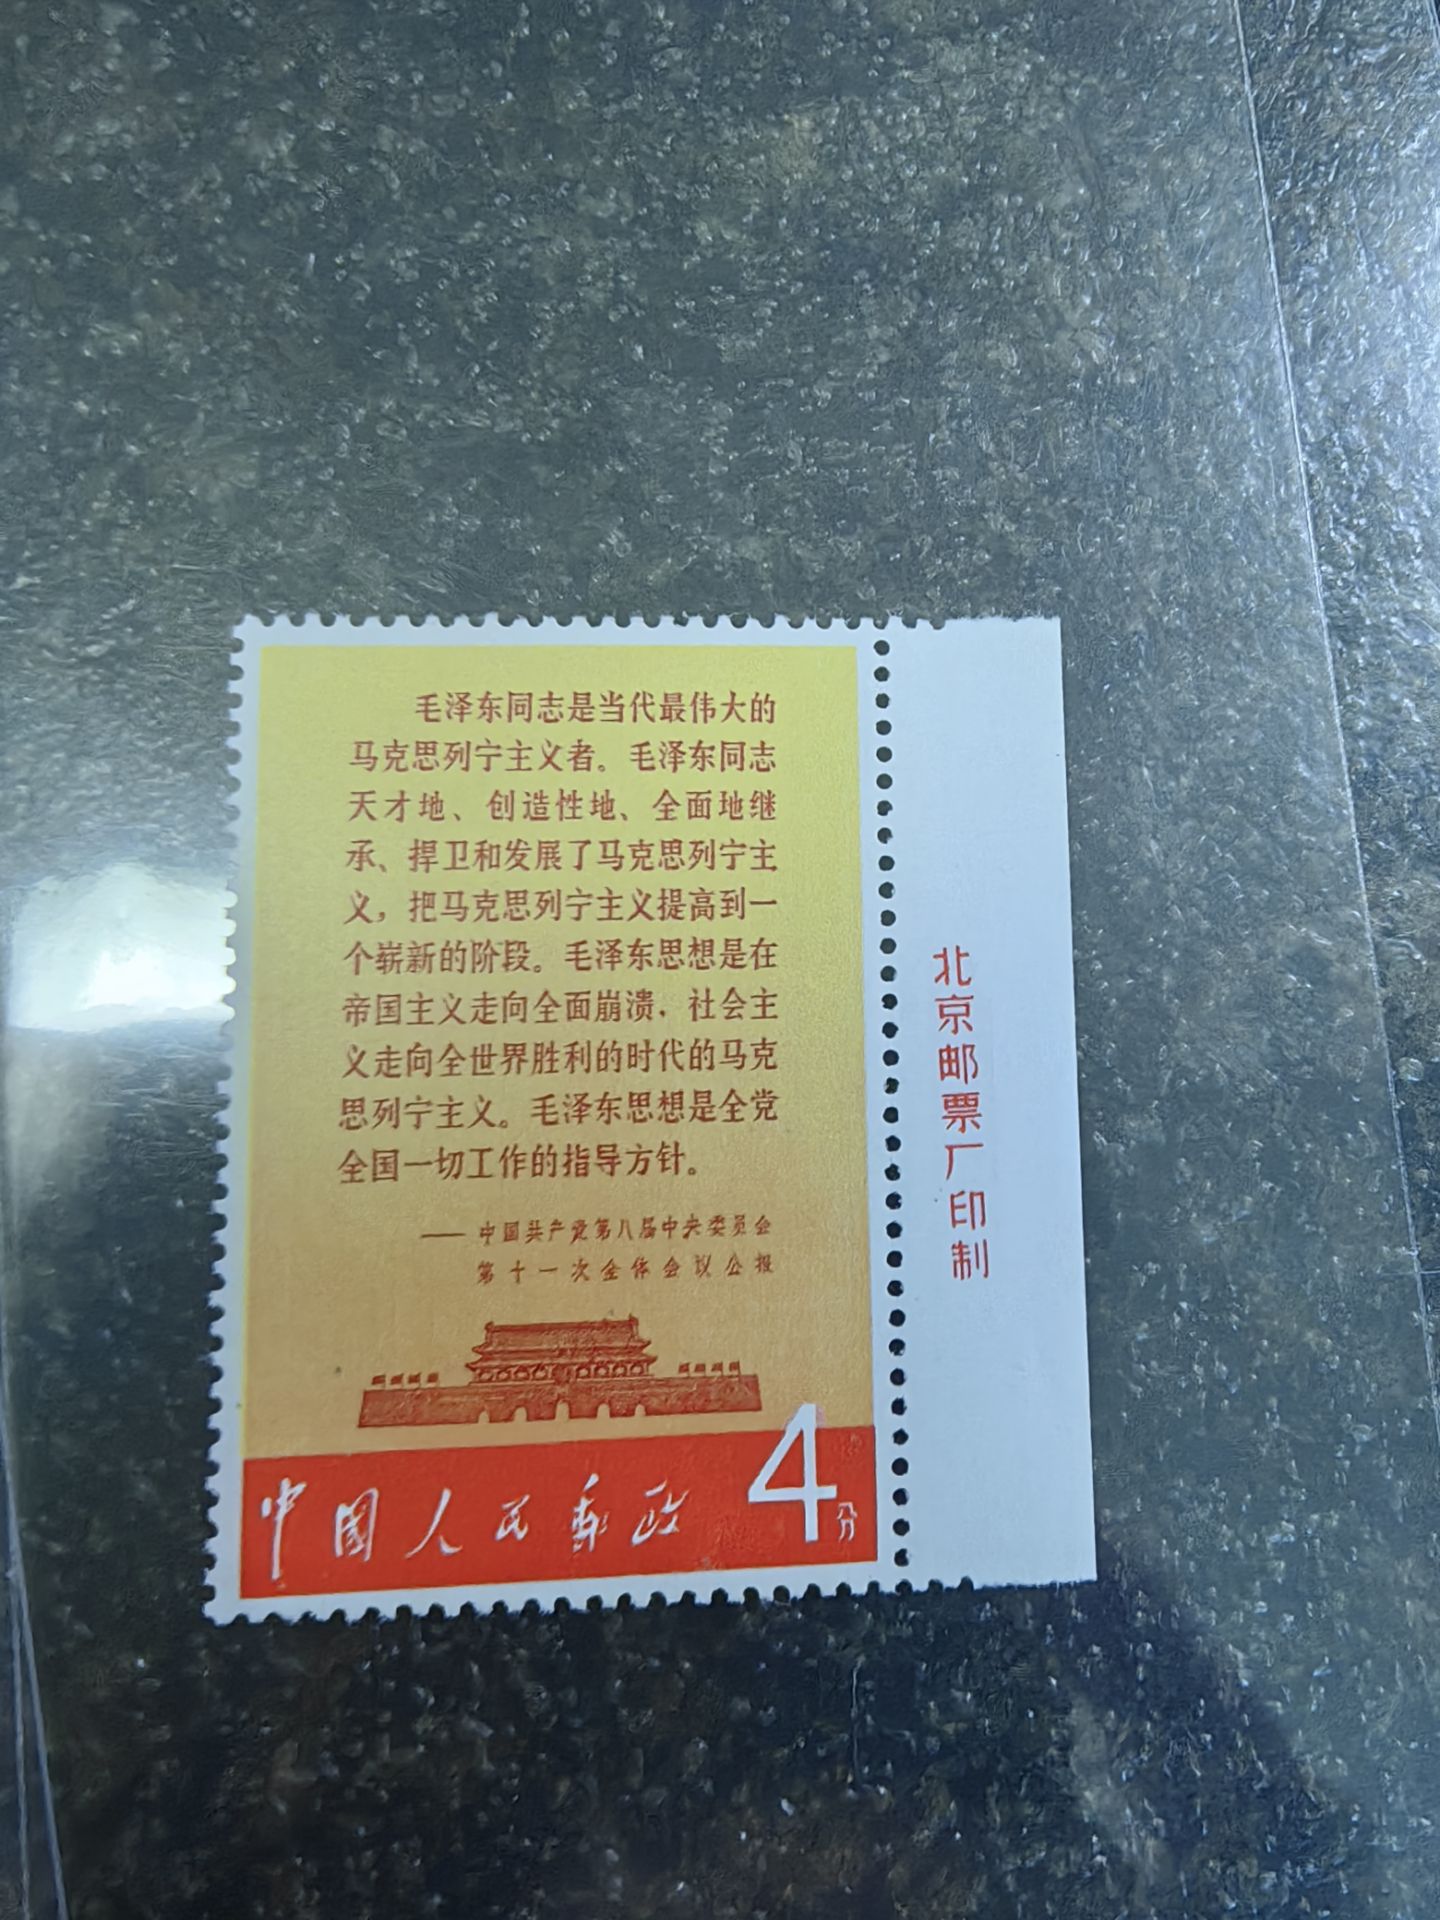 毛泽东同志是当代最伟大的
马克思列宁主义者。毛泽东同志
天才地、创造性地、全面地继
承、捍卫和发展了马克思列宁主
义，把马克思列宁主义提高到一
个崭新的阶段。毛泽东思想是在
帝国主义走向全面崩溃，社会主
义走向全世界胜利的时代的马克
思列宁主义。毛泽东思想是全党
全国一切工作的指导方针。
——中国共产党第八届中央委员会
第十一次全体会议公报
中国人民邮政
4分
北京邮票厂印制